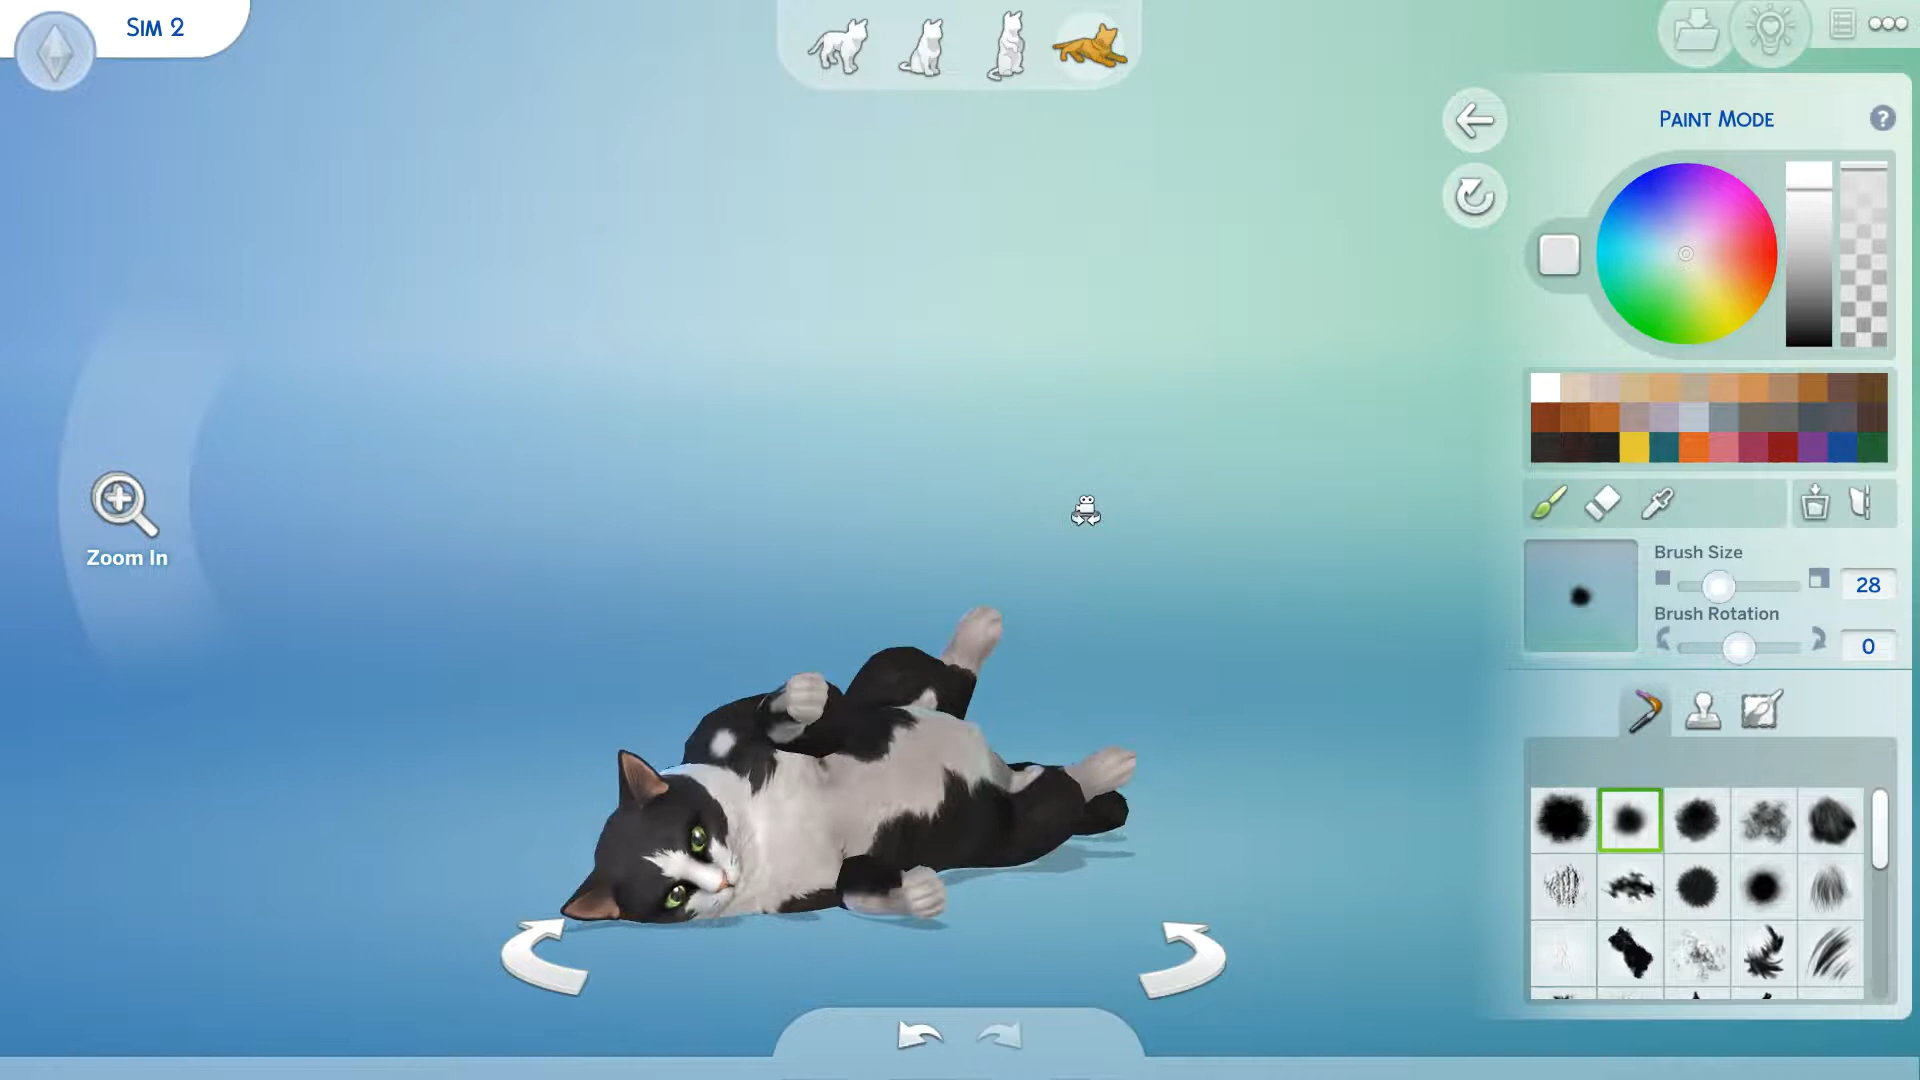 SIM 2
PAINT MODE
?
Zoom In
Brush Size
28
Brush Rotation
0